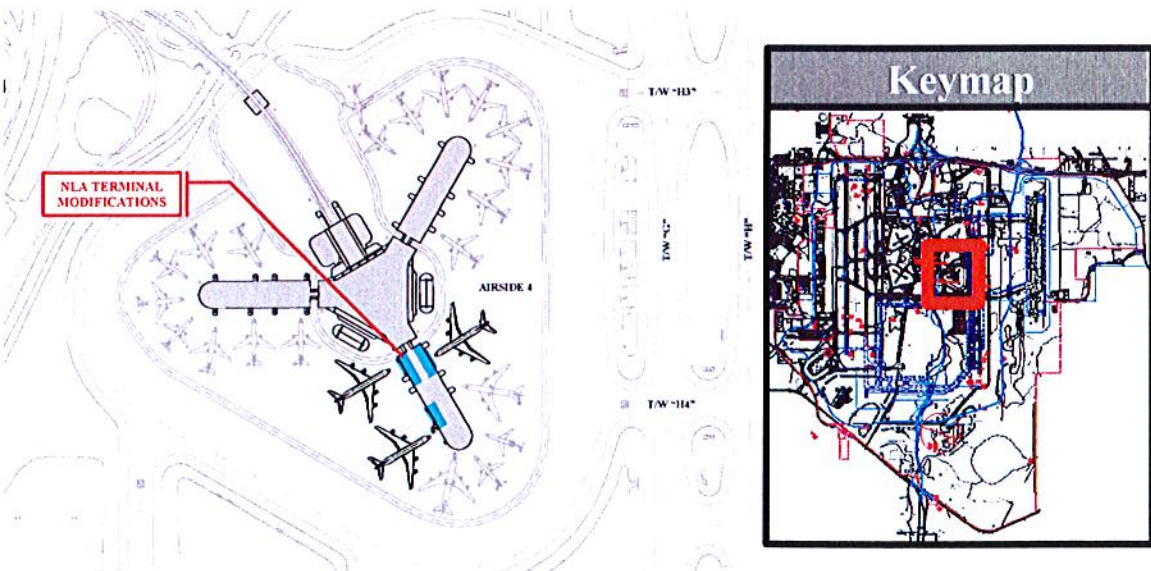 T/W "H3"
Keymap
NLA TERMINAL
MODIFICATIONS
T/W "G"
T/W "H"
AIRSIDE 4
T/W "H4"